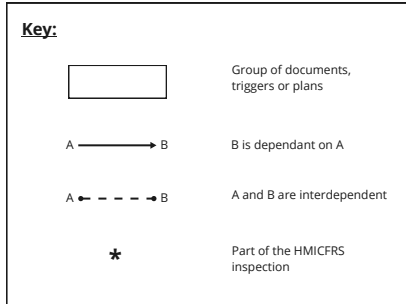 Key:
Group of documents,
triggers or plans
A B
B is dependant on A
A B
A and B are interdependent
*
Part of the HMICFRS
inspection